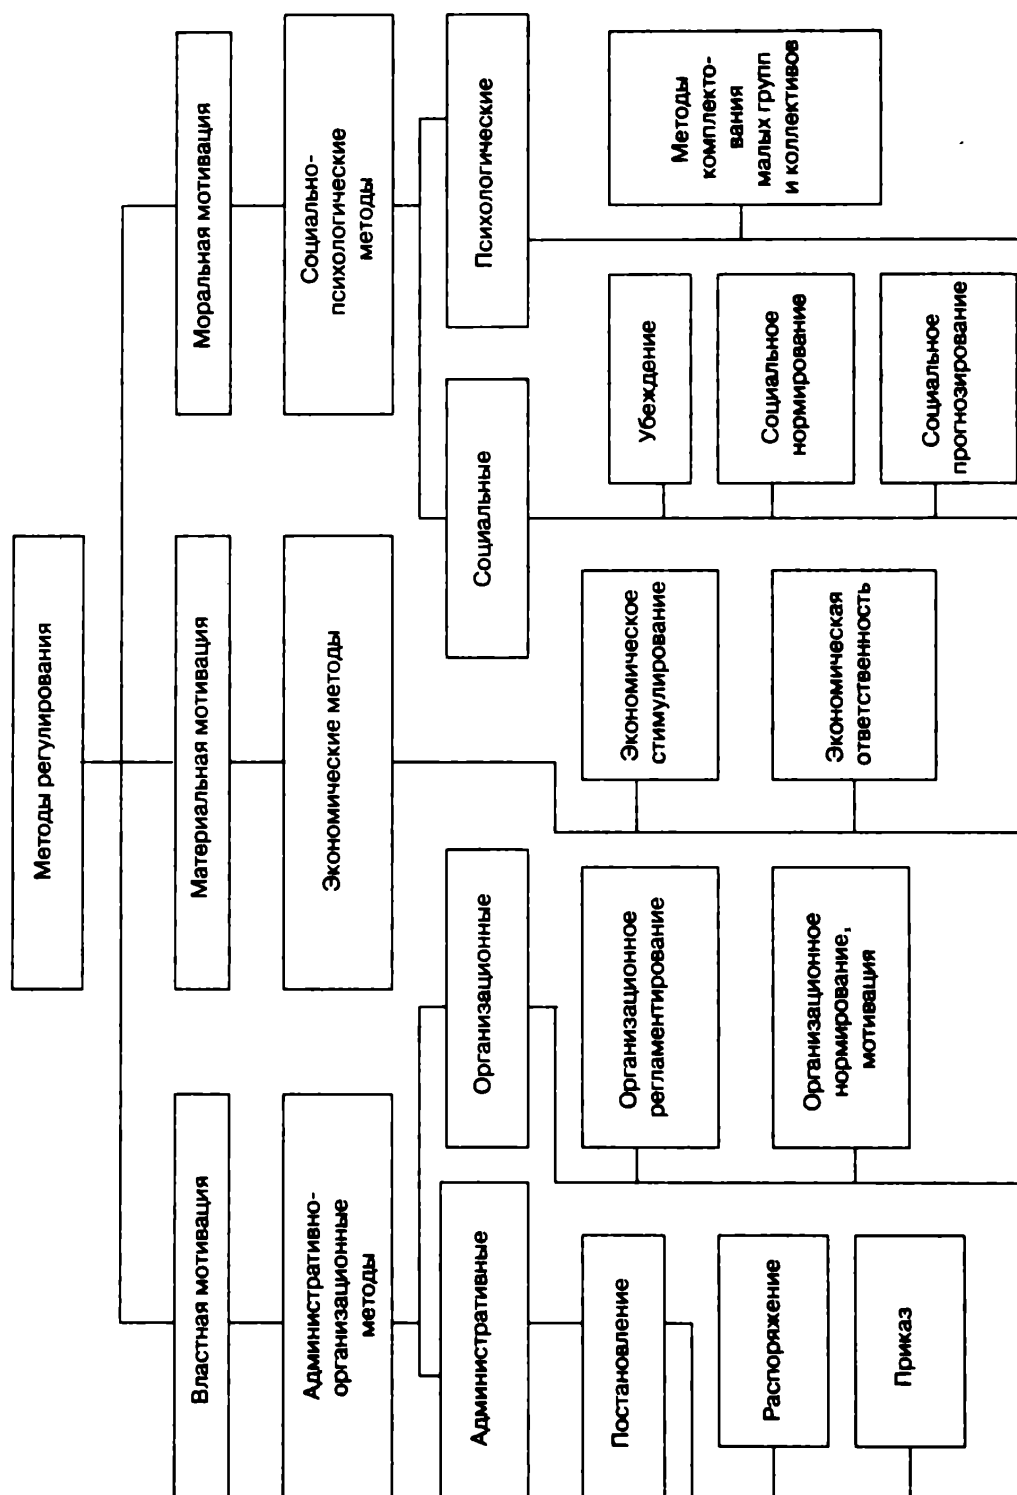 Методы регулирования
Властная мотивация
Материальная мотивация
Моральная мотивация
Административно-
организационные
методы
Экономические методы
Социально-
психологические
методы
Административные
Организационные
Социальные
Психологические
Постановление
Распоряжение
Приказ
Организационное
регламентирование
Организационное
нормирование,
мотивация
Экономическое
стимулирование
Экономическая
ответственность
Убеждение
Социальное
нормирование
Социальное
прогнозирование
Методы
комплекто-
вания
малых групп
и коллективов